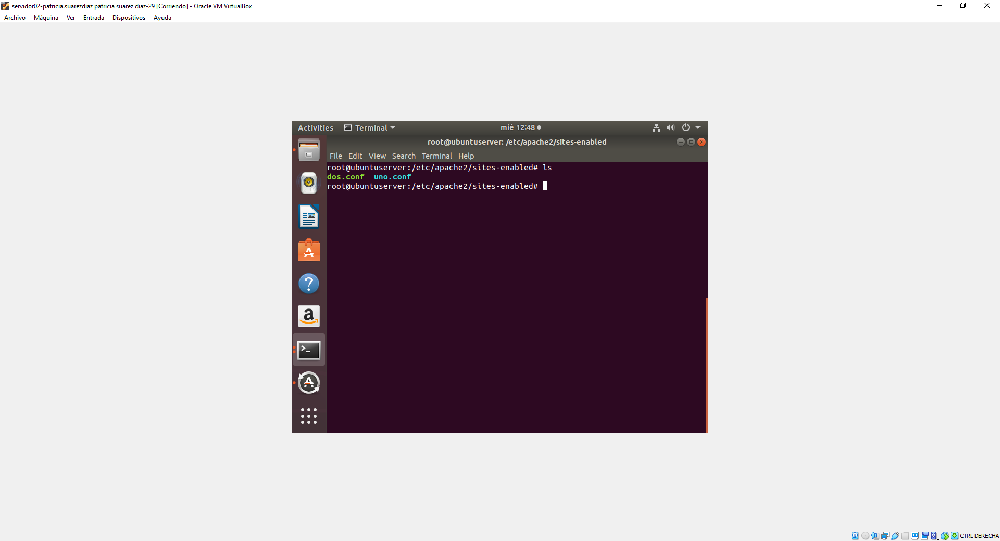 servidor02-patricia.suarezdiaz patricia suarez diaz-29 [Corriendo] - Oracle VM VirtualBox
Archivo Máquina Ver Entrada Dispositivos Ayuda
Activities Terminal mié 12:48
root@ubuntuserver: /etc/apache2/sites-enabled
File Edit View Search Terminal Help
root@ubuntuserver:/etc/apache2/sites-enabled# ls
dos.conf uno.conf
root@ubuntuserver:/etc/apache2/sites-enabled#
CTRL DERECHA